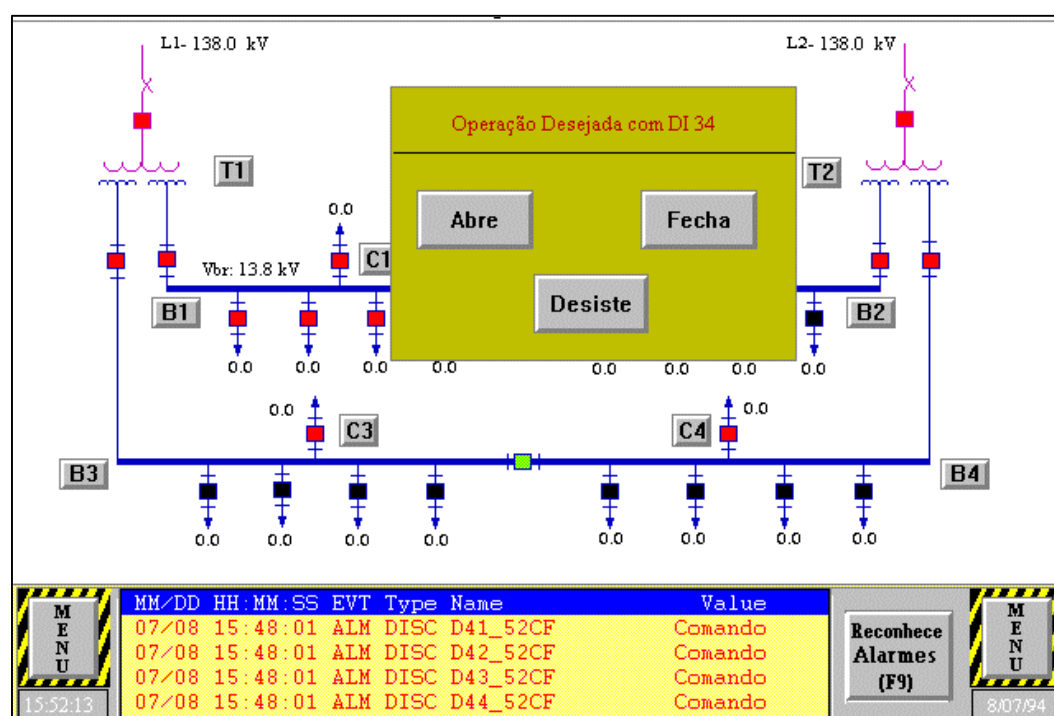 L1- 138.0 kV
L2- 138.0 kV
Operação Desejada com DI 34
T1
T2
Abre
Fecha
0.0
C1
Vbr: 13.8 kV
Desiste
B1
B2
0.0 0.0 0.0 0.0 0.0 0.0 0.0 0.0
0.0
C3
C4
0.0
B3
B4
0.0 0.0 0.0 0.0 0.0 0.0 0.0 0.0
MENU
MM/DD HH:MM:SS EVT Type Name Value
07/08 15:48:01 ALM DISC D41_52CF Comando
07/08 15:48:01 ALM DISC D42_52CF Comando
07/08 15:48:01 ALM DISC D43_52CF Comando
07/08 15:48:01 ALM DISC D44_52CF Comando
Reconhece
Alarmes
(F9)
MENU
15:52:13
8/07/94